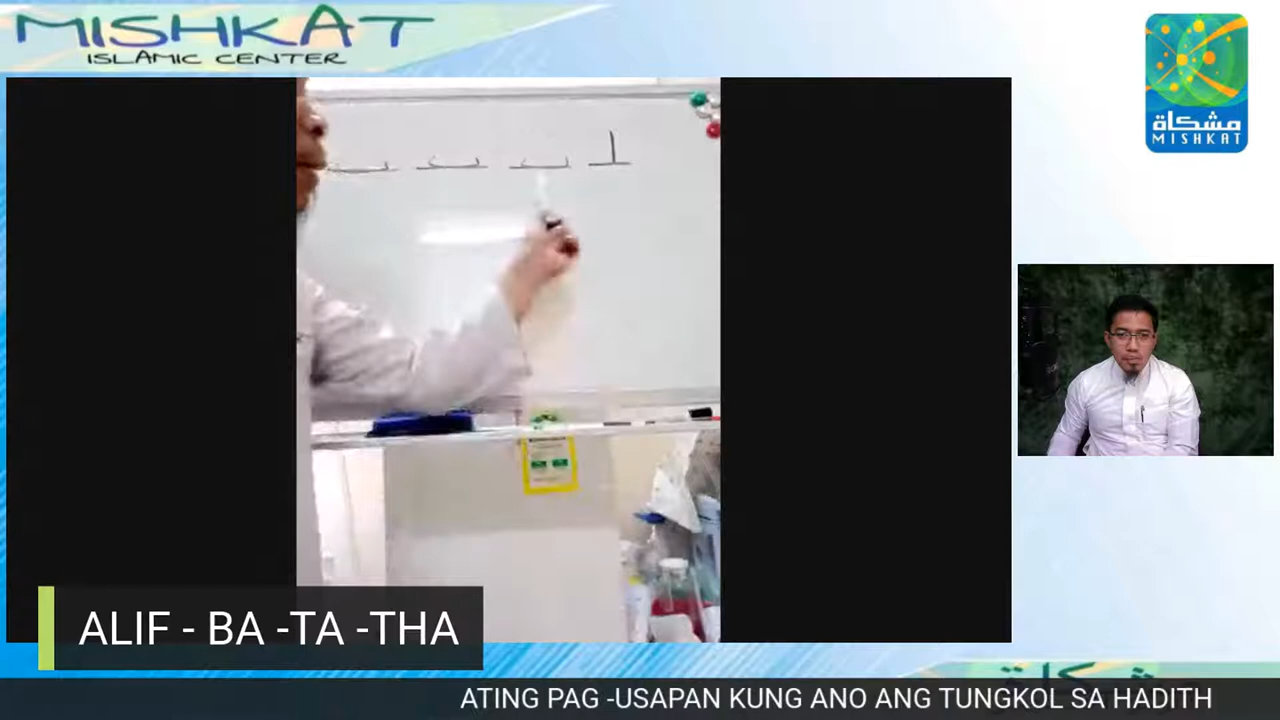 MISHKAT
ISLAMIC CENTER
مشكاة
MISHKAT
ALIF - BA -TA -THA
ATING PAG -USAPAN KUNG ANO ANG TUNGKOL SA HADITH